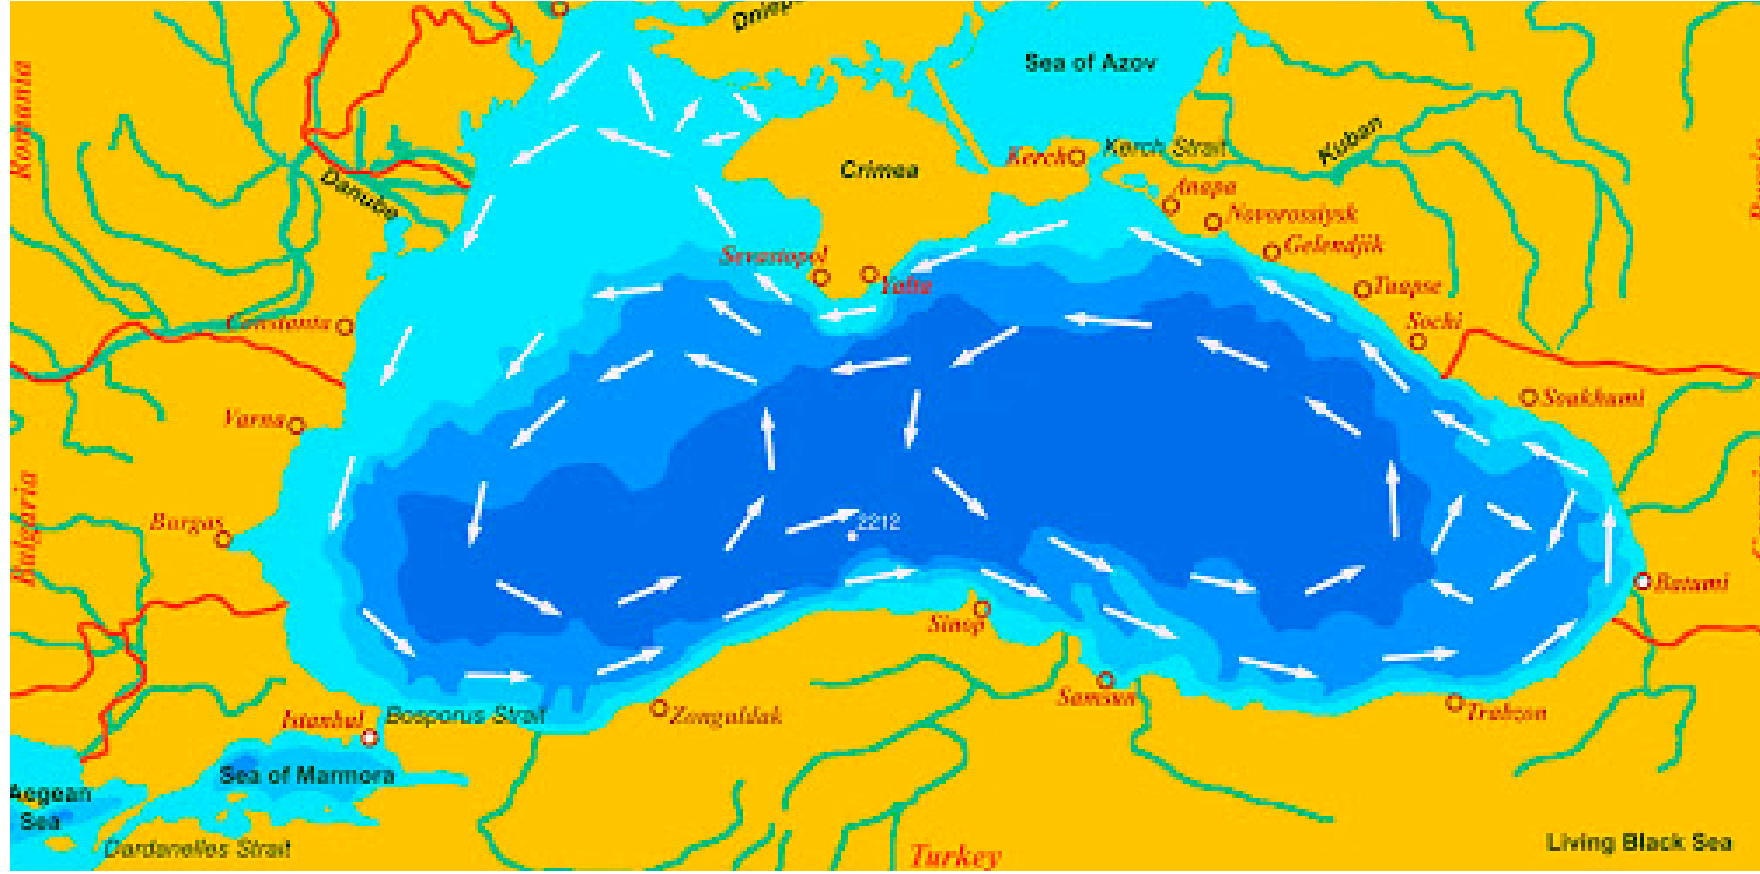 Sea of Azov
Romania
Kuban
Kerch
Kerch Strait
Crimea
Danube
Anapa
Novorossiysk
Gelendjik
Sevastopol
Yalta
Tuapse
Constanta
Sochi
Soukhumi
Varna
Bulgaria
Burgas
2212
Batumi
Sinop
Samsun
Trabzon
Istanbul
Bosporus Strait
Zonguldak
Sea of Marmora
Aegean
Sea
Dardanelles Strait
Turkey
Living Black Sea